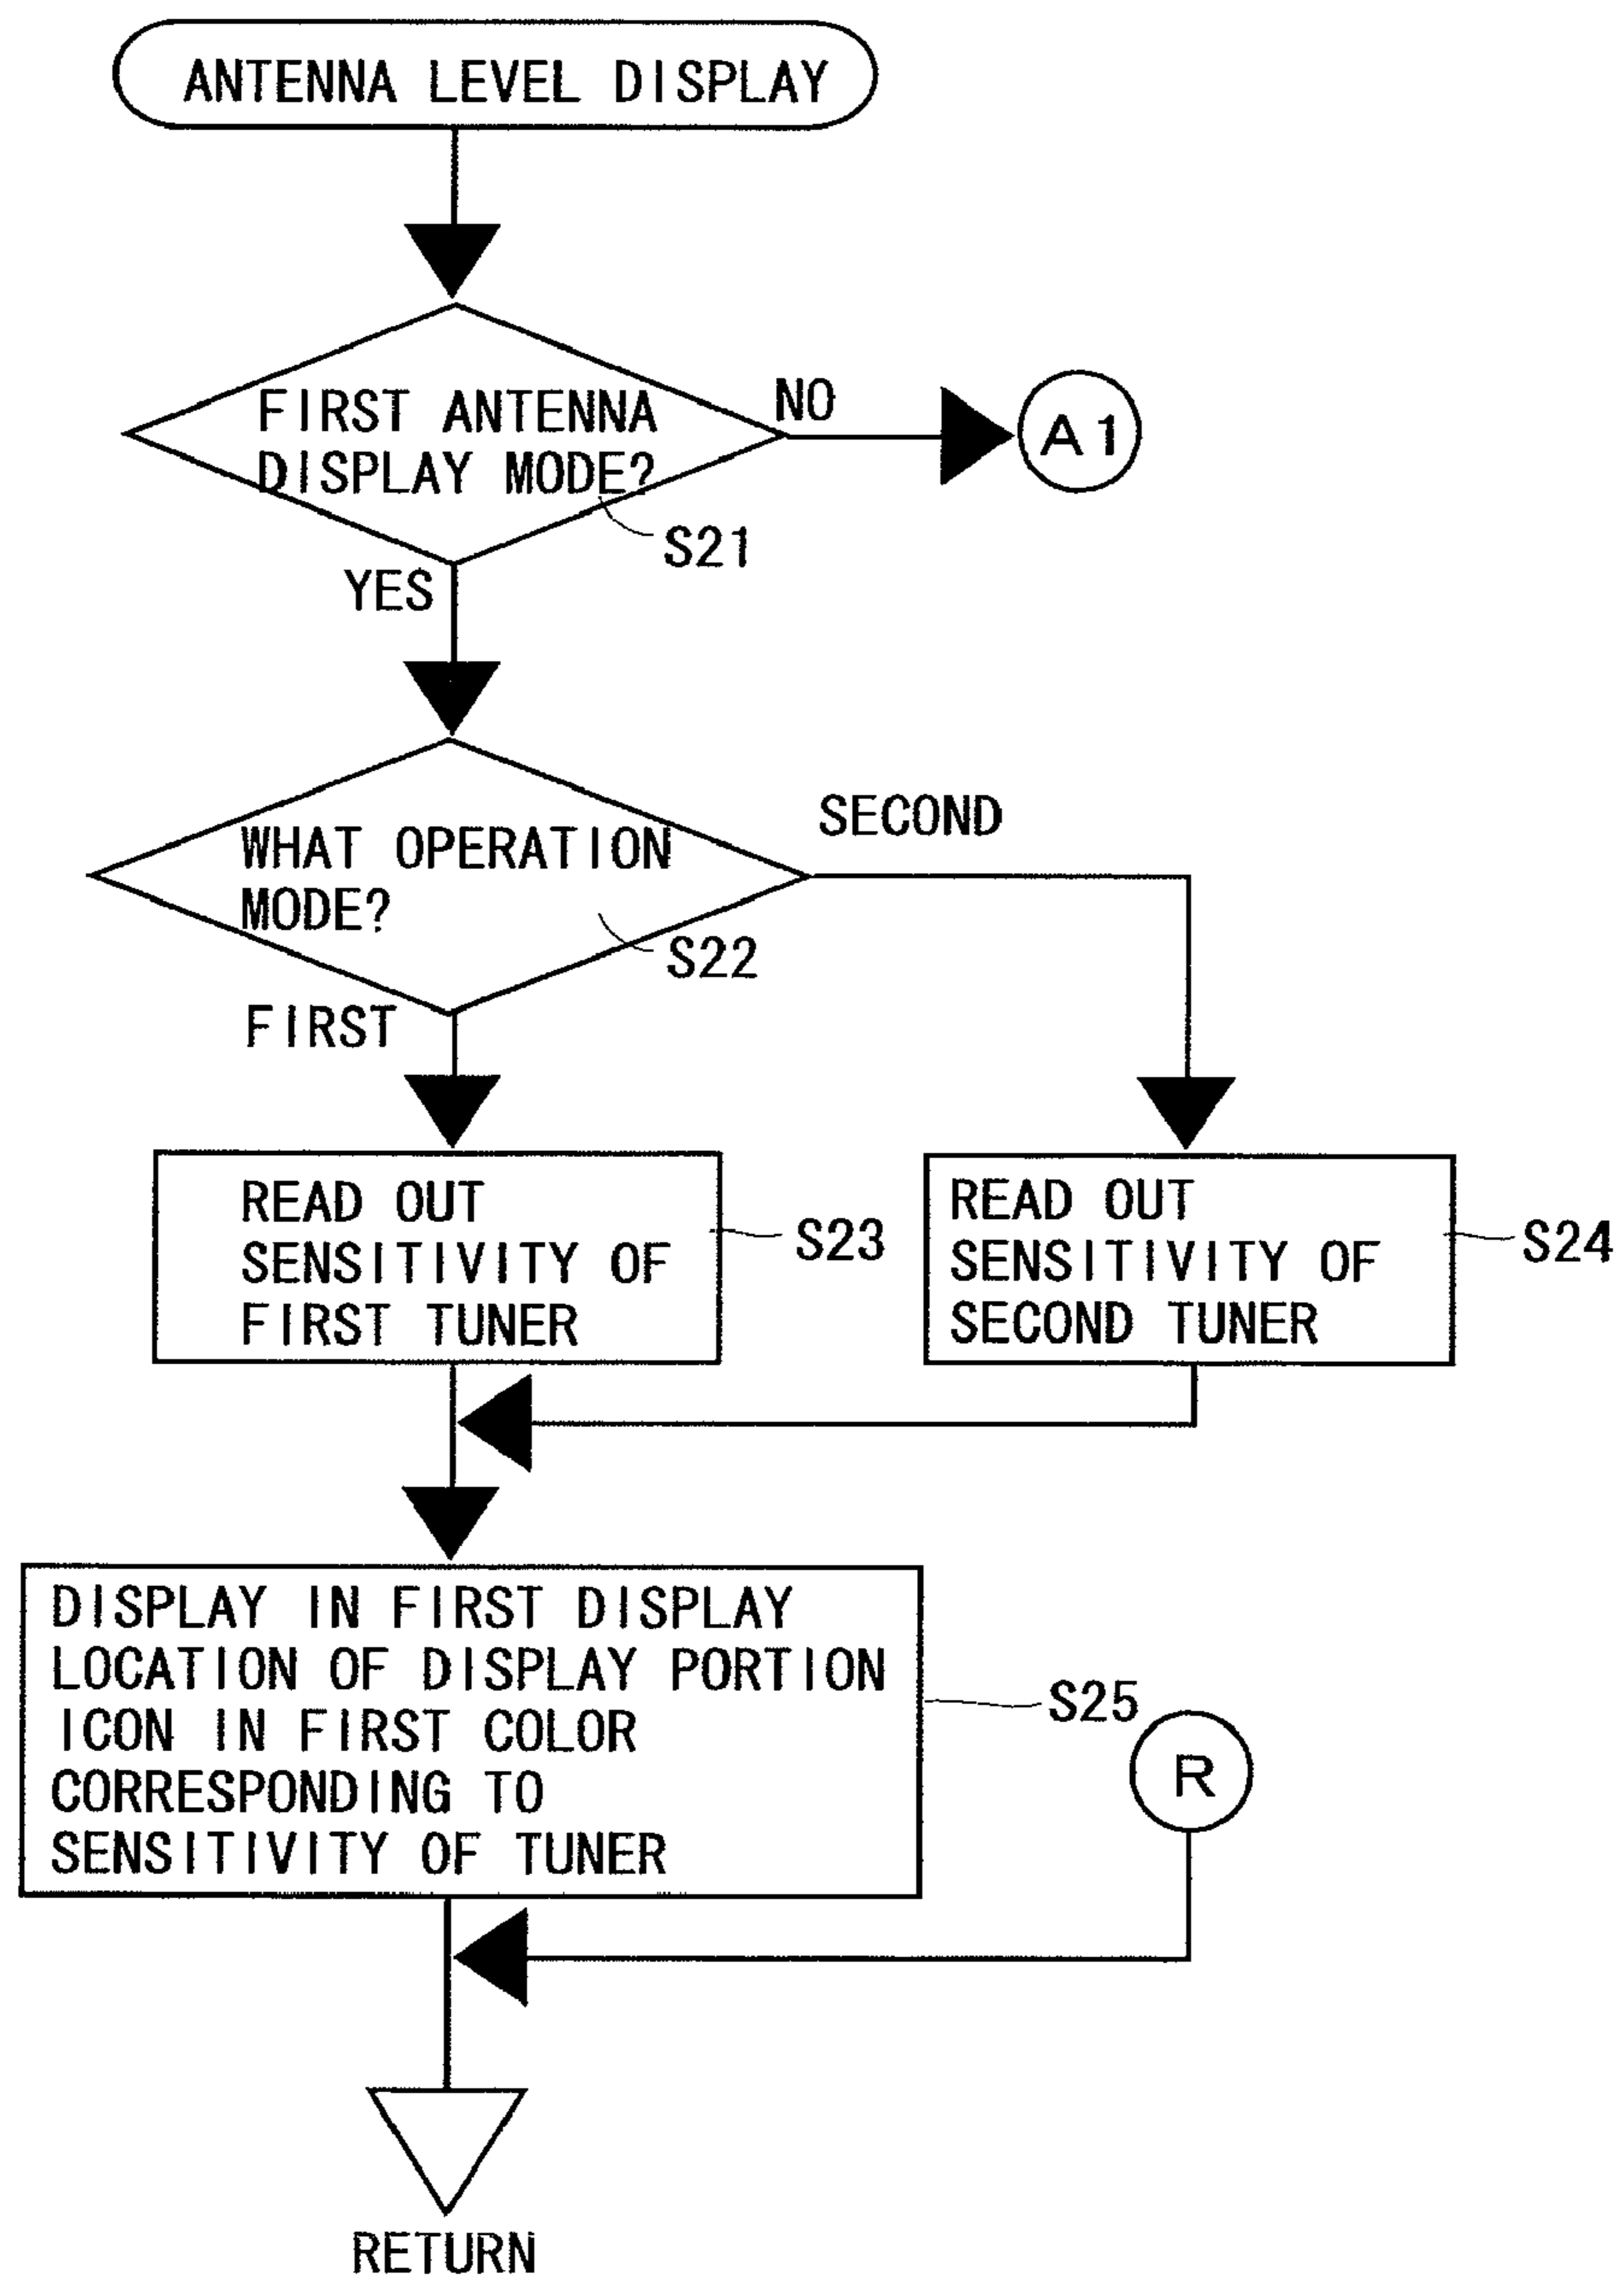 ANTENNA LEVEL DISPLAY
FIRST ANTENNA
DISPLAY MODE?
NO
A1
S21
YES
WHAT OPERATION
MODE?
SECOND
S22
FIRST
READ OUT
SENSITIVITY OF
FIRST TUNER
S23
READ OUT
SENSITIVITY OF
SECOND TUNER
S24
DISPLAY IN FIRST DISPLAY
LOCATION OF DISPLAY PORTION
ICON IN FIRST COLOR
CORRESPONDING TO
SENSITIVITY OF TUNER
S25
R
RETURN